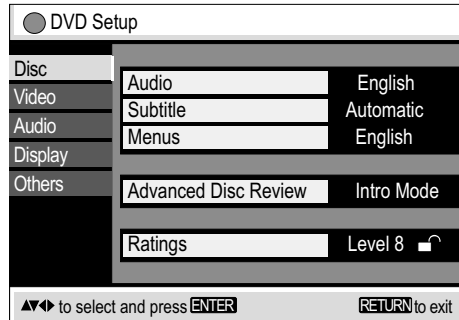 DVD Setup
Disc
Video
Audio
Display
Others
Audio English
Subtitle Automatic
Menus English
Advanced Disc Review Intro Mode
Ratings Level 8
to select and press ENTER RETURN to exit